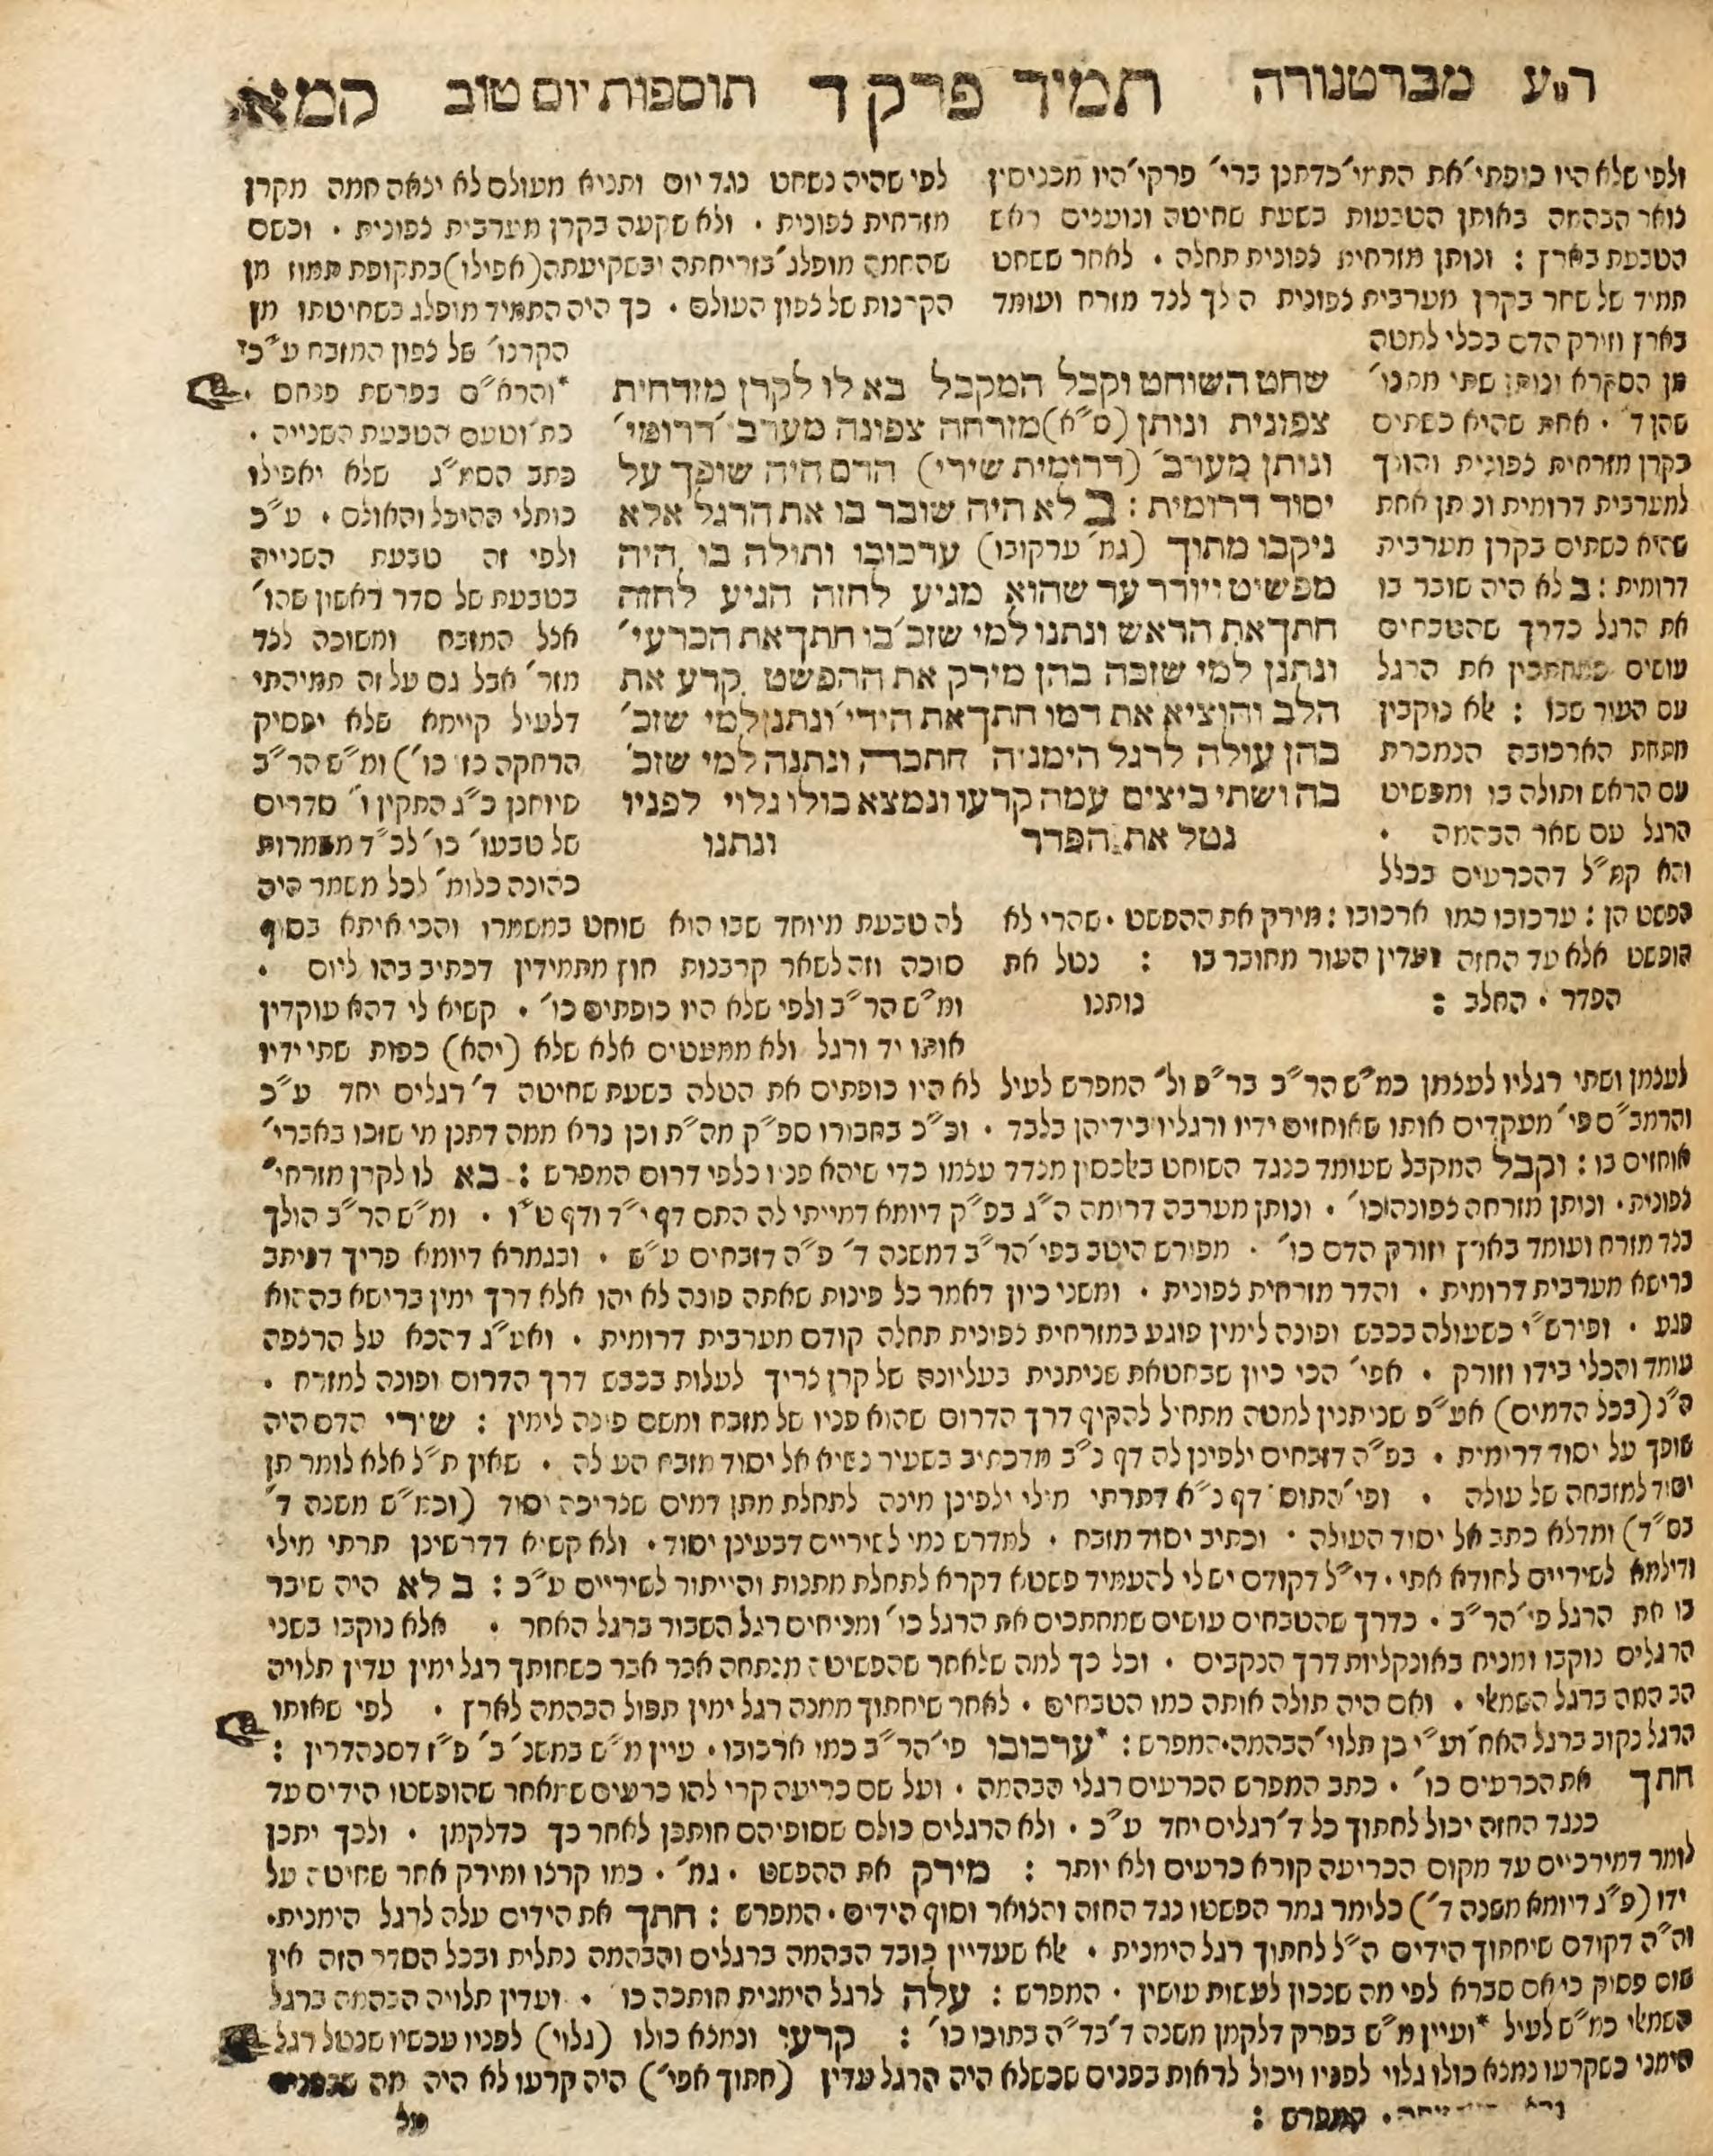 ר״ע מברטנורה
תמיד פרק ד
תוספות יום טוב
קמא
ולפי שלא היו כופתי׳ את התמי׳ כדתנן ברי׳ פרקי׳ היו מכניסין
צואר הבהמה באותן הטבעות בשעת שחיטה ונועצים ראש
הטבעת בארץ : ונותן מזרחית צפונית תחלה . לאחר ששחט
תמיד של שחר בקרן מערבית צפונית הולך לצד מזרח ועומד
בארץ וזורק הדם בכלי למטה
מן הסקרא ונותן שתי מתנו׳
שהן ד׳ . אחת שהיא כשתים
בקרן מזרחית צפונית והולך
למערבית דרומית ונותן אחת
שהיא כשתים בקרן מערבית
דרומית : ב לא היה שובר בו
את הרגל כדרך שהטבחים
עושים שמחתכין את הרגל
עם העור שבו : אלא נוקבין
מתחת הארכובה הנמכרת
עם הראש ותולה בו ומפשיט
הרגל עם שאר הבהמה .
והא קמ״ל דהכרעים בכלל
הפשט הן : ערכובו כמו ארכובו : מירק את ההפשט . שהרי לא
הופשט אלא עד החזה ועדין העור מחובר בו : נטל את
הפדר . החלב : נותנו
שחט השוחט וקבל המקבל בא לו לקרן מזרחית
צפונית ונותן (ס״א) מזרחה צפונה מערב׳ דרומי׳
ונותן מערב׳ (דרומית שירי) הדם היה שופך על
יסוד דרומית : ב לא היה שובר בו את הרגל אלא
ניקבו מתוך (גמ׳ ערקובו) ערכובו ותולה בו היה
מפשיט ויורד עד שהוא מגיע לחזה הגיע לחזה
חתך את הראש ונתנו למי שזכ׳ בו חתך את הכרעי׳
ונתנן למי שזכה בהן מירק את ההפשט קרע את
הלב והוציא את דמו חתך את הידי׳ ונתנן למי שזכ׳
בהן עולה לרגל הימנית חתכה ונתנה למי שזכ׳
בה ושתי ביצים עמה קרעו ונמצא כולו גלוי לפניו
נטל את הפדר ונתנו
לפי שהיה נשחט כנגד יום ותניא מעולם לא יצאה חמה מקרן
מזרחית צפונית . ולא שקעה בקרן מערבית צפונית . וכשם
שהחמה מופלג׳ בזריחתה ובשקיעתה (אפילו) בתקופת תמוז מן
הקרנות של צפון העולם . כך היה התמיד מופלג בשחיטתו מן
הקרנו׳ של צפון המזבח ע״כ
*והרא״ם בפרשת פנחס .
כת׳ וטעם הטבעת השנייה .
כתב הסמ״ג שלא יאפילו
כותלי ההיכל והאולם . ע״כ
ולפי זה טבעת השנייה
בטבעת של סדר ראשון שהו׳
אצל המזבח ומשוכה לצד
מזר׳ אבל גם על זה תמיהתי
דלעיל קיימא שלא יפסיק
הרחקה כזו כו׳) ומ״ש הר״ב
שיוחנן כ״ג התקין ו׳ סדרים
של טבעו׳ כו׳ לכ״ד משמרות
כהונה כלומ׳ לכל משמר היה
לה טבעת מיוחד שבו הוא שוחט במשמרו והכי איתא בסוף
סוכה וזה לשאר קרבנות חוץ מתמידין דכתיב בהו ליום .
ומ״ש הר״ב ולפי שלא היו כופתים כו׳ . קשיא לי דהא עוקדין
אותו יד ורגל ולא ממעטים אלא שלא (יהא) כפות שתי ידיו
לעצמן ושתי רגליו לעצמן כמ״ש הר״ב בר״פ ול׳ המפרש לעיל לא היו כופתים את הטלה בשעת שחיטה ד׳ רגלים יחד ע״כ
והרמב״ם פי׳ מעקדים אותו שאוחזים ידיו ורגליו בידיהן בלבד . וכ״כ בחבורו ספ״ק מה״ת וכן נרא ממה דתנן מי שזכו באברי׳
אוחזים בו : וקבל המקבל שעומד כנגד השוחט באכסין מנגד עצמו כדי שיהא פניו כלפי דרום המפרש : בא לו לקרן מזרחי׳
צפונית . ונותן מזרחה צפונה וכו׳ . ונותן מערבה דרומה ה״ג בפ״ק דיומא דמייתי לה התם דף י״ד ודף ט״ו . ומ״ש הר״ב הולך
כנגד מזרח ועומד בארץ וזורק הדם כו׳ . מפורש היטב בפי׳ הר״ב דמשנה ד׳ פ״ה דזבחים ע״ש . ובגמרא דיומא פריך דניתב
ברישא מערבית דרומית . והדר מזרחית צפונית . ומשני כיון דאמר כל פינות שאתה פונה לא יהו אלא דרך ימין ברישא בההוא
פגע . ופירש״י כשעולה בכבש ופונה לימין פוגע במזרחית צפונית תחלה קודם מערבית דרומית . ואע״ג דהכא על הרצפה
עומד והכלי בידו וזורק . אפי׳ הכי כיון שבחטאת שניתנית בעליונה של קרן צריך לעלות בכבש דרך הדרום ופונה למזרח .
ה״נ (בכל הדמים) אע״פ שניתנין למטה מתחיל להקיף דרך הדרום שהוא פניו של מזבח ומשם פונה לימין : שירי הדם היה
שופך על יסוד דרומית . בפ״ה דזבחים ילפינן לה דף נ״ב מדכתיב בשעיר נשיא אל יסוד מזבח העולה . שאין ת״ל אלא לומר תן
יסוד למזבחה של עולה . ופי׳ התוס׳ דף נ״א דתרתי מילי ילפינן מינה לתחלת מתן דמים שצריכה יסוד (וכמ״ש משנה ד׳
בס״ד) ומדלא כתב אל יסוד העולה . וכתיב יסוד מזבח . למדרש נמי לשיריים דבעינן יסוד . ולא קשיא דדרשינן תרתי מילי
ודילמא לשיריים לחודא אתי . די״ל דקודם יש לי להעמיד פשטא דקרא לתחלת מתנות והייתור לשיריים ע״כ : ב לא היה שובר
בו את הרגל פי׳ הר״ב . כדרך שהטבחים עושים שמחתכים את הרגל כו׳ ומניחים רגל השבור ברגל האחר . אלא נוקבו בשני
הרגלים נוקבו ומניח באונקליות דרך הנקבים . וכל כך למה שלאחר שהפשיטה מנתחה אבר אבר כשחותך רגל ימין עדין תלויה
הבהמה ברגל השמאלי . ואם היה תולה אותה כמו הטבחים . לאחר שיחתוך ממנה רגל ימין תפול הבהמה לארץ . לפי שאותו
הרגל נקוב ברגל האח׳ וע״י כן תלוי׳ הבהמה . המפרש : *ערכובו פי׳ הר״ב כמו ארכובו . עיין מ״ש במשנ׳ ב׳ פ״ז דסנהדרין :
חתך את הכרעים כו׳ . כתב המפרש הכרעים רגלי הבהמה . ועל שם כריעה קרי להו כרעים שמאחר שהופשטו הידים עד
כנגד החזה יכול לחתוך כל ד׳ רגלים יחד ע״כ . ולא הרגלים כולם שסופיהם חותכן לאחר כך כדלקמן . ולכך יתכן
לומר דמירכיים עד מקום הכריעה קורא כרעים ולא יותר : מירק את ההפשט . גמ׳ . כמו קרצו ומירק אחר שחיטה על
ידו (פ״ג דיומא משנה ד׳) כלומר גמר הפשטו כנגד החזה והצואר וסוף הידים . המפרש : חתך את הידים עלה לרגל הימנית .
וה״ה דקודם שיחתוך הידים ה״ל לחתוך רגל הימנית . אלא שעדיין כובד הבהמה ברגלים והבהמה נתלית ובכל הסדר הזה אין
שום פסוק כי אם סברא לפי מה שנכון לעשות עושין . המפרש : עלה לרגל הימנית חותכה כו׳ . ועדין תלויה הבהמה ברגל
השמאלי כמ״ש לעיל *ועיין מ״ש בפרק דלקמן משנה ד׳ בד״ה בתוכו כו׳ : קרעו ונמצא כולו (גלוי) לפניו עכשיו שנטל רגל
הימני כשקרעו נמצא כולו גלוי לפניו ויכול לראות בפנים שכשלא היה הרגל עדין (חתוך אפי׳) היה קרעו לא היה מה שבפנים
המפרש :
על